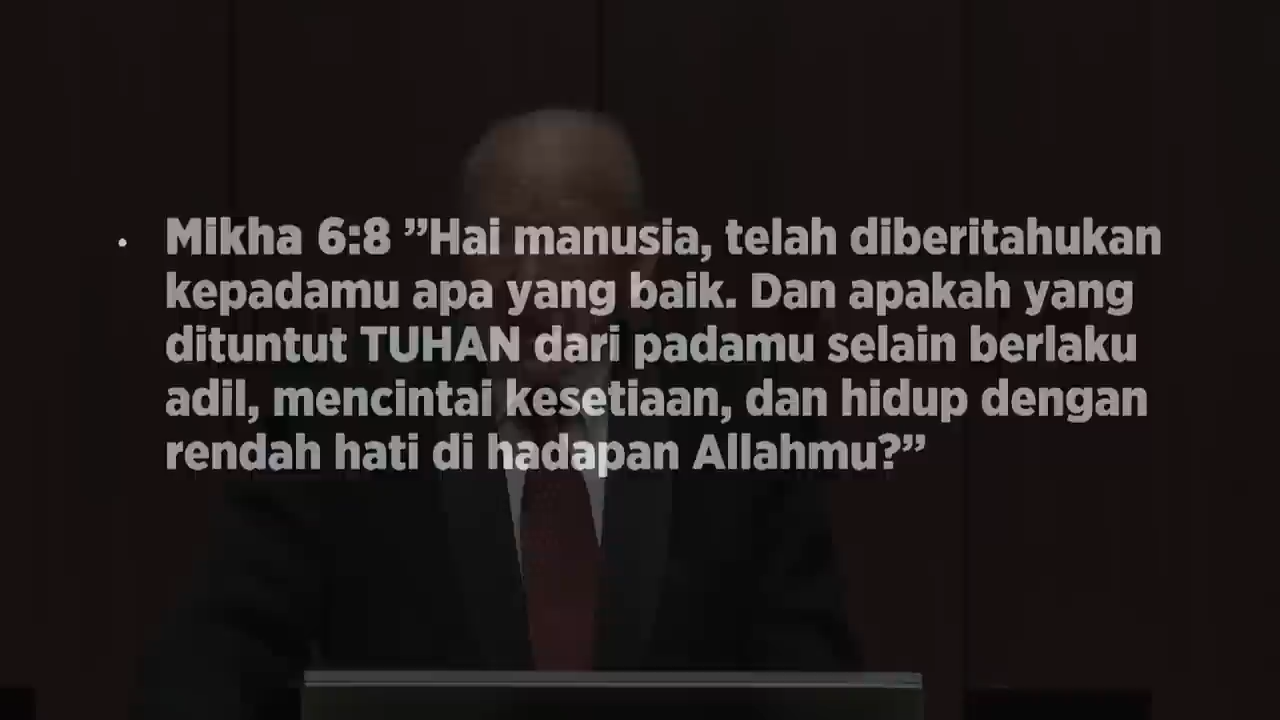 • Mikha 6:8 ”Hai manusia, telah diberitahukan
kepadamu apa yang baik. Dan apakah yang
dituntut TUHAN dari padamu selain berlaku
adil, mencintai kesetiaan, dan hidup dengan
rendah hati di hadapan Allahmu?”